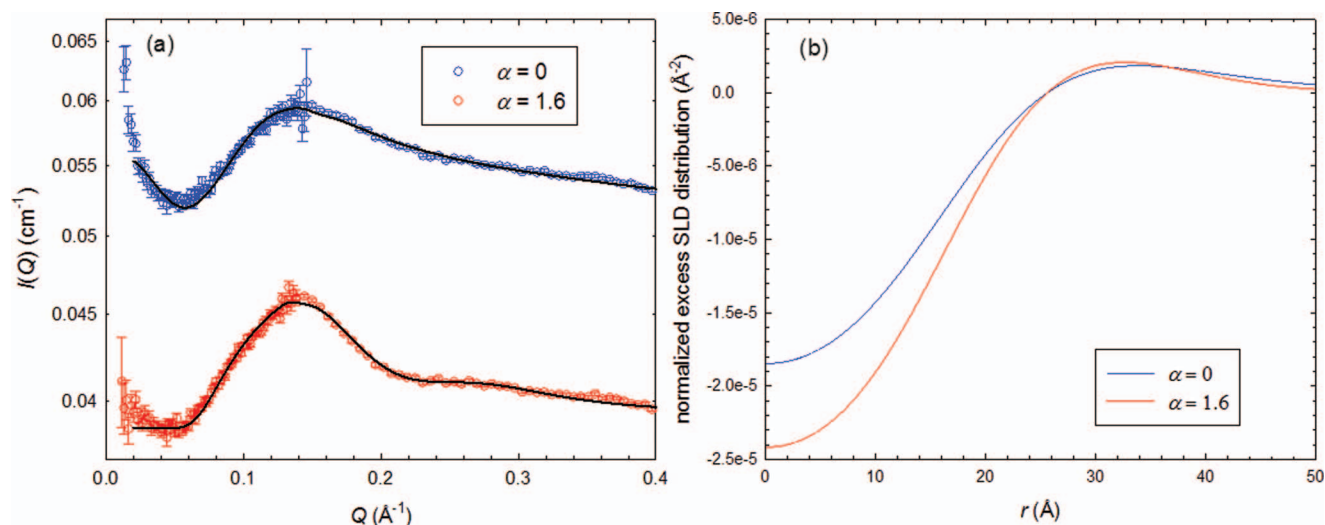 (a)
α = 0
α = 1.6
0.065
0.06
0.055
0.05
0.045
0.04
I(Q) (cm⁻¹)
0.0
0.1
0.2
0.3
0.4
Q (Å⁻¹)
(b)
5.0e-6
0.0
-5.0e-6
-1.0e-5
-1.5e-5
-2.0e-5
-2.5e-5
normalized excess SLD distribution (Å⁻²)
α = 0
α = 1.6
0
10
20
30
40
50
r (Å)